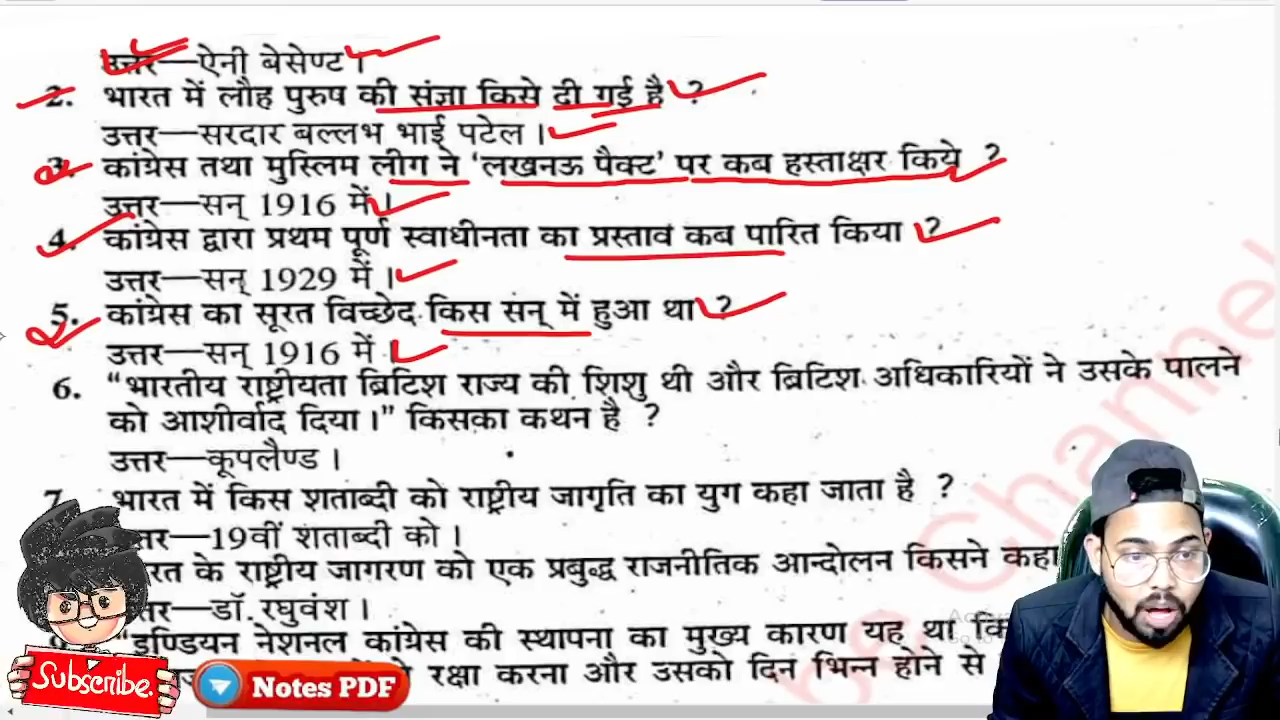 उत्तर—ऐनी बेसेण्ट।
2. भारत में लौह पुरुष की संज्ञा किसे दी गई है ?
उत्तर—सरदार बल्लभ भाई पटेल।
3. कांग्रेस तथा मुस्लिम लीग ने 'लखनऊ पैक्ट' पर कब हस्ताक्षर किये ?
उत्तर—सन् 1916 में।
4. कांग्रेस द्वारा प्रथम पूर्ण स्वाधीनता का प्रस्ताव कब पारित किया ?
उत्तर—सन् 1929 में।
5. कांग्रेस का सूरत विच्छेद किस सन् में हुआ था ?
उत्तर—सन् 1916 में।
6. "भारतीय राष्ट्रीयता ब्रिटिश राज्य की शिशु थी और ब्रिटिश अधिकारियों ने उसके पालने
को आशीर्वाद दिया।" किसका कथन है ?
उत्तर—कूपलैण्ड।
7. भारत में किस शताब्दी को राष्ट्रीय जागृति का युग कहा जाता है ?
त्तर—19वीं शताब्दी को।
रत के राष्ट्रीय जागरण को एक प्रबुद्ध राजनीतिक आन्दोलन किसने कहा
त्तर—डॉ. रघुवंश।
"इण्डियन नेशनल कांग्रेस की स्थापना का मुख्य कारण यह था कि
रक्षा करना और उसको दिन भिन्न होने से
Subscribe.
Notes PDF
Channel